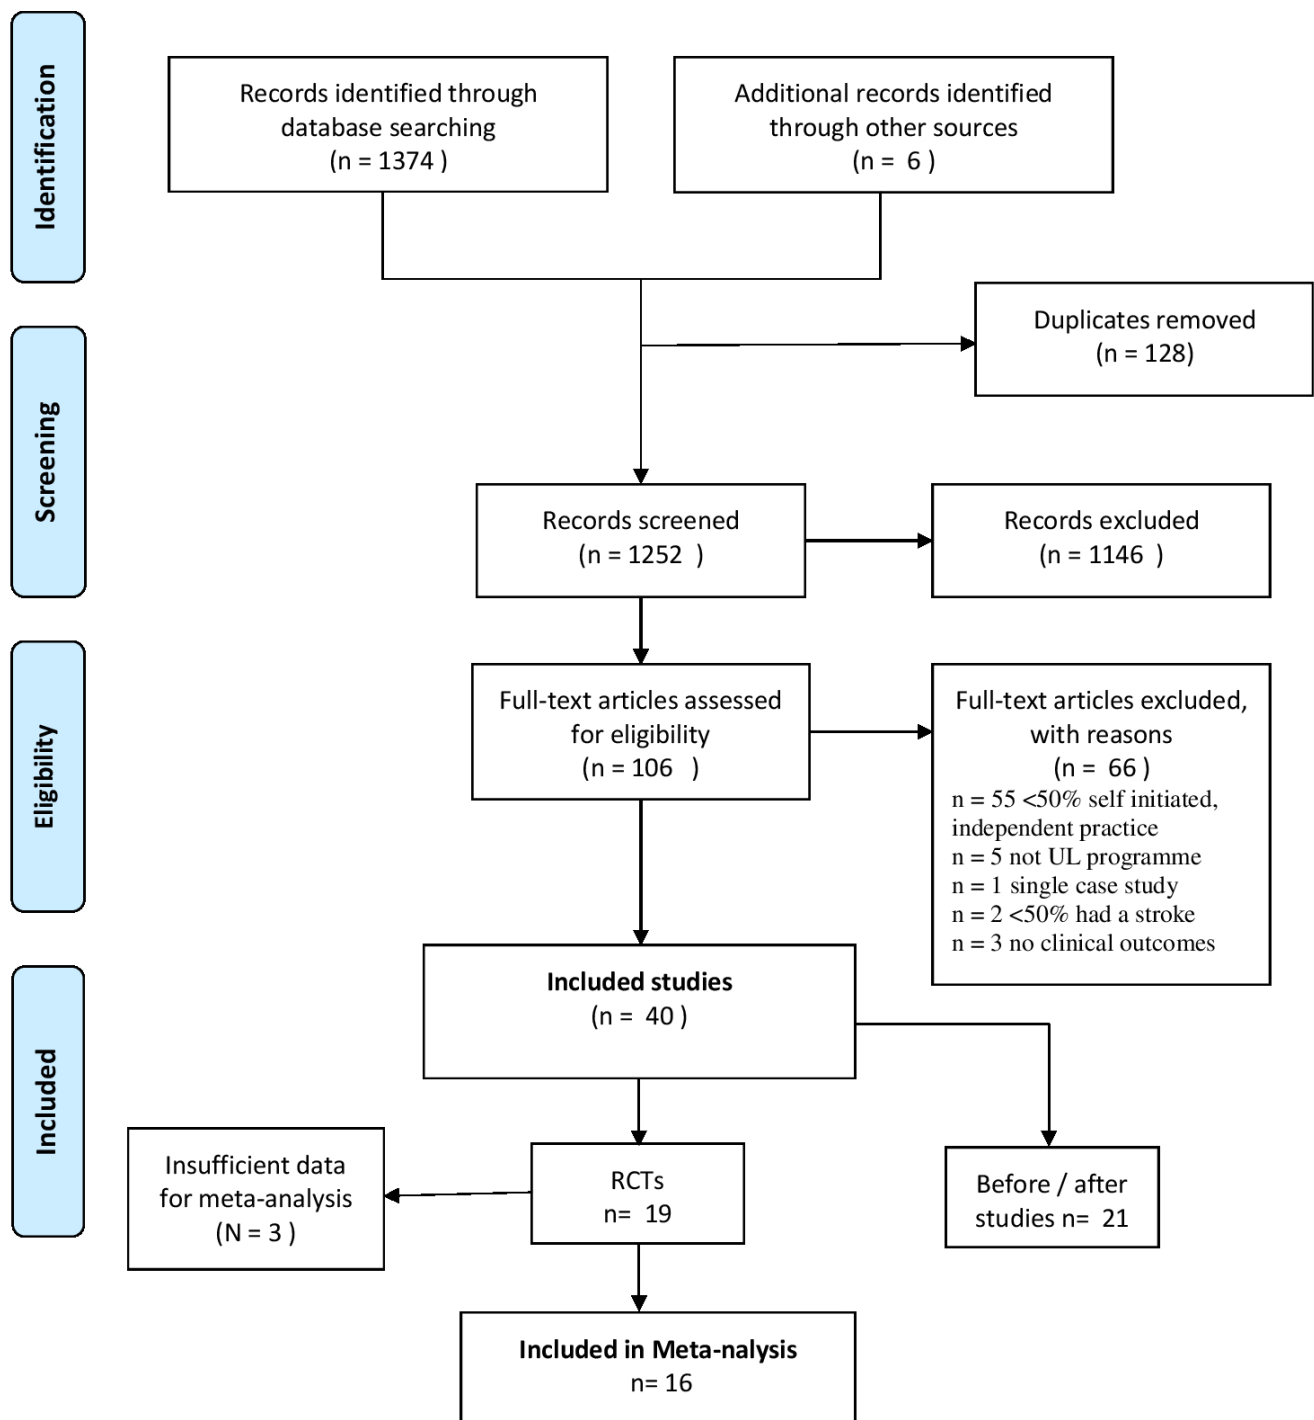 Identification
Records identified through
database searching
(n = 1374 )
Additional records identified
through other sources
(n = 6 )
Duplicates removed
(n = 128)
Screening
Records screened
(n = 1252 )
Records excluded
(n = 1146 )
Eligibility
Full-text articles assessed
for eligibility
(n = 106 )
Full-text articles excluded,
with reasons
(n = 66 )
n = 55 <50% self initiated,
independent practice
n = 5 not UL programme
n = 1 single case study
n = 2 <50% had a stroke
n = 3 no clinical outcomes
Included
Included studies
(n = 40 )
Insufficient data
for meta-analysis
(N = 3 )
RCTs
n= 19
Before / after
studies n= 21
Included in Meta-nalysis
n= 16